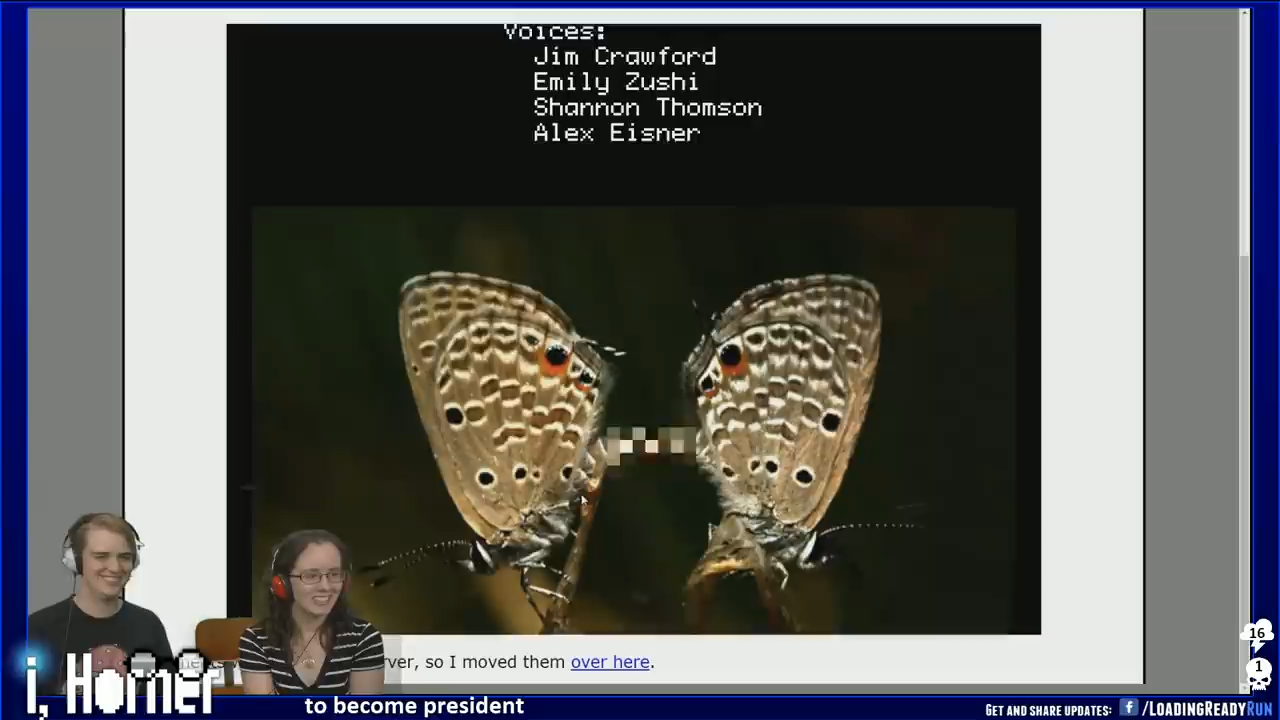 Voices:
Jim Crawford
Emily Zushi
Shannon Thomson
Alex Eisner
rver, so I moved them over here.
i, Horner
to become president
16
1
GET AND SHARE UPDATES: f /LOADINGREADYRUN